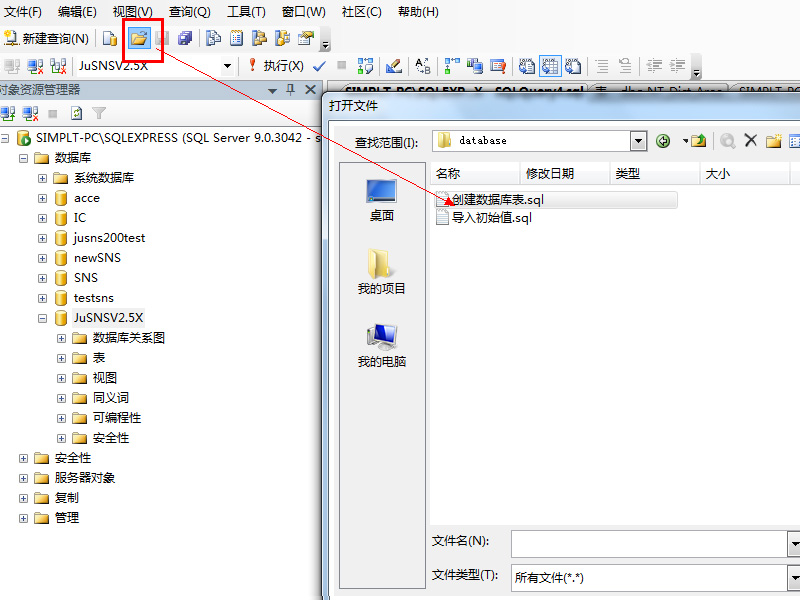 文件(F) 编辑(E) 视图(V) 查询(Q) 工具(T) 窗口(W) 社区(C) 帮助(H)
新建查询(N)
JuSNSV2.5X 执行(X)
对象资源管理器
SIMPLT-PC\SQLEXPRESS (SQL Server 9.0.3042 - s
数据库
系统数据库
acce
IC
jusns200test
newSNS
SNS
testsns
JuSNSV2.5X
数据库关系图
表
视图
同义词
可编程性
安全性
安全性
服务器对象
复制
管理
打开文件
查找范围(I): database
名称 修改日期 类型 大小
创建数据库表.sql
导入初始值.sql
桌面
我的项目
我的电脑
文件名(N):
文件类型(T): 所有文件(*.*)